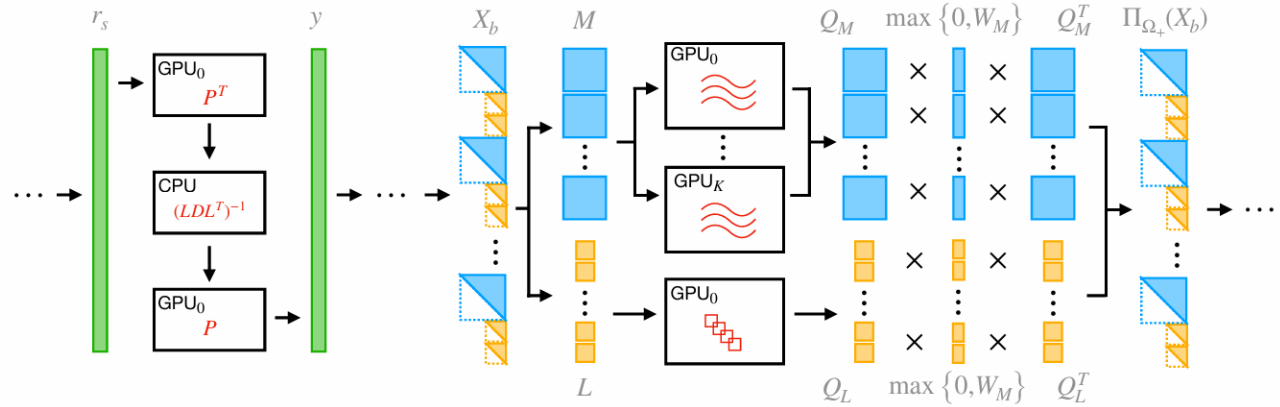 r_s
y
X_b
M
Q_M
max {0, W_M}
Q_M^T
Π_{Ω_+}(X_b)
GPU_0
P^T
CPU
(LDL^T)^{-1}
GPU_0
P
GPU_0
GPU_K
GPU_0
L
Q_L
max {0, W_M}
Q_L^T